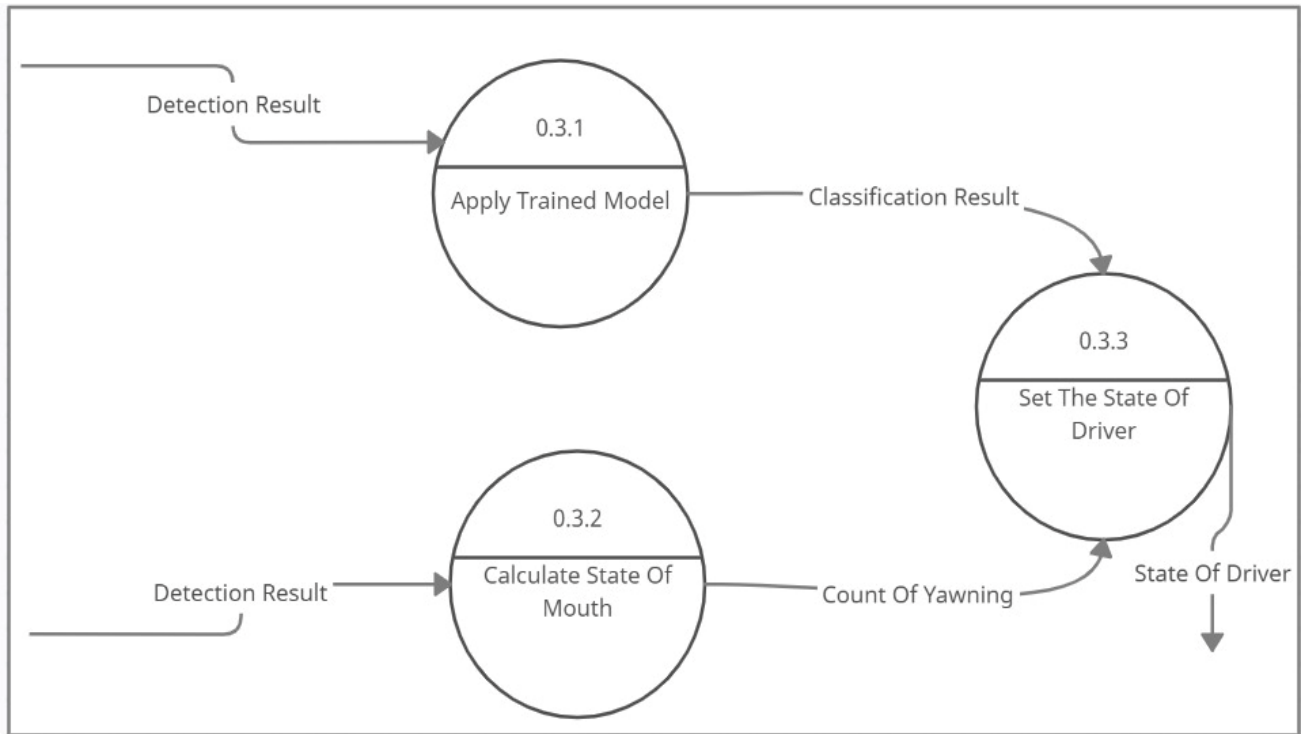 Detection Result
0.3.1
Apply Trained Model
Classification Result
0.3.3
Set The State Of
Driver
0.3.2
Calculate State Of
Mouth
Detection Result
Count Of Yawning
State Of Driver